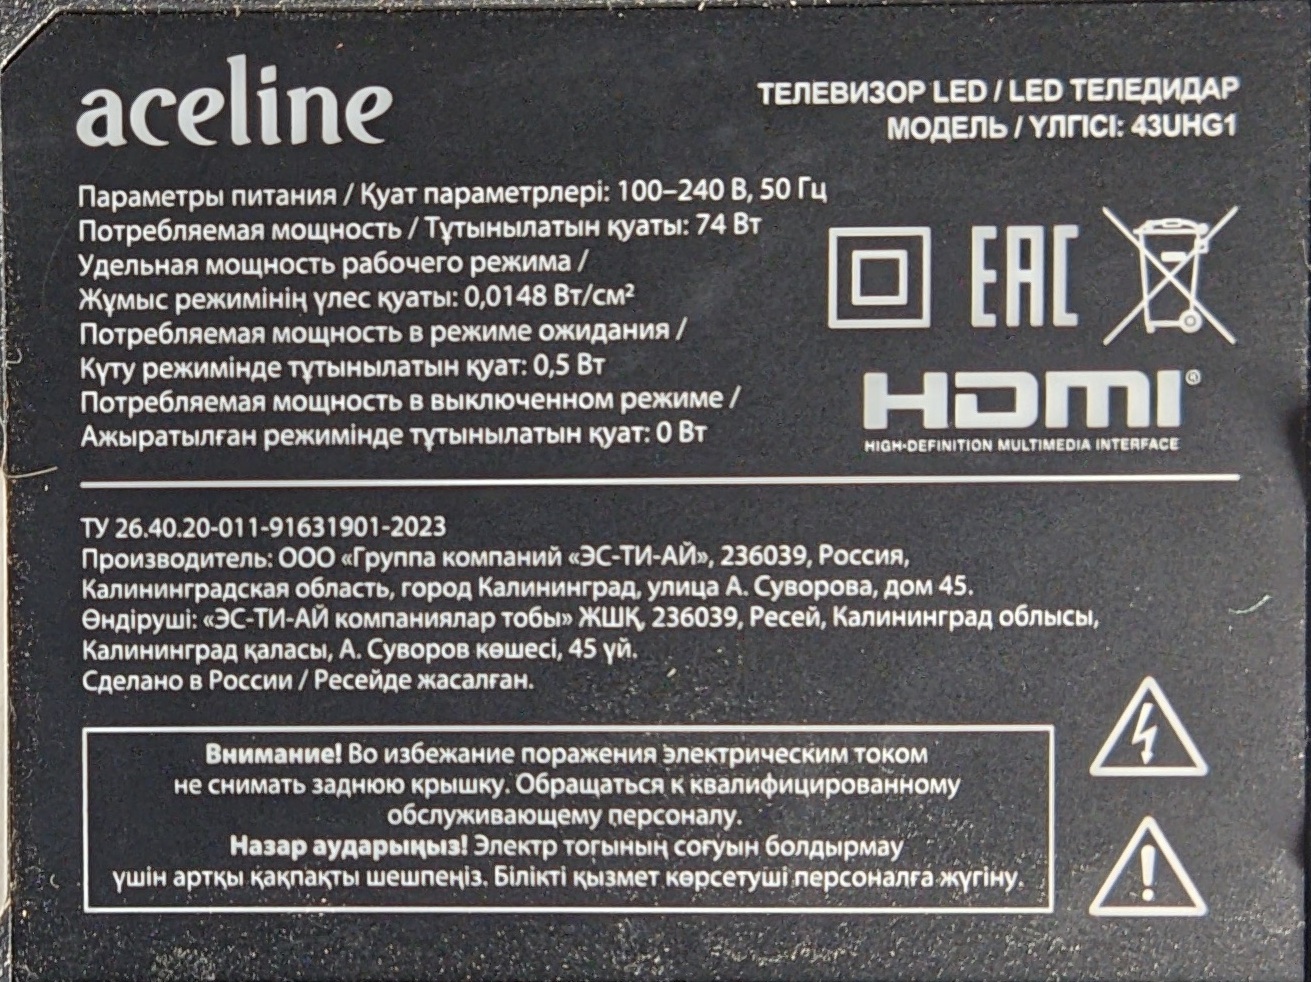 aceline
ТЕЛЕВИЗОР LED / LED ТЕЛЕДИДАР
МОДЕЛЬ / ҮЛГІСІ: 43UHG1
Параметры питания / Қуат параметрлері: 100–240 В, 50 Гц
Потребляемая мощность / Тұтынылатын қуаты: 74 Вт
Удельная мощность рабочего режима /
Жұмыс режимінің үлес қуаты: 0,0148 Вт/см²
Потребляемая мощность в режиме ожидания /
Күту режимінде тұтынылатын қуат: 0,5 Вт
Потребляемая мощность в выключенном режиме /
Ажыратылған режимінде тұтынылатын қуат: 0 Вт
EAC
HDMI®
HIGH-DEFINITION MULTIMEDIA INTERFACE
ТУ 26.40.20-011-91631901-2023
Производитель: ООО «Группа компаний «ЭС-ТИ-АЙ», 236039, Россия,
Калининградская область, город Калининград, улица А. Суворова, дом 45.
Өндіруші: «ЭС-ТИ-АЙ компаниялар тобы» ЖШҚ, 236039, Ресей, Калининград облысы,
Калининград қаласы, А. Суворов көшесі, 45 үй.
Сделано в России / Ресейде жасалған.
Внимание! Во избежание поражения электрическим током
не снимать заднюю крышку. Обращаться к квалифицированному
обслуживающему персоналу.
Назар аударыңыз! Электр тогының соғуын болдырмау
үшін артқы қақпақты шешпеңіз. Білікті қызмет көрсетуші персоналға жүгіну.